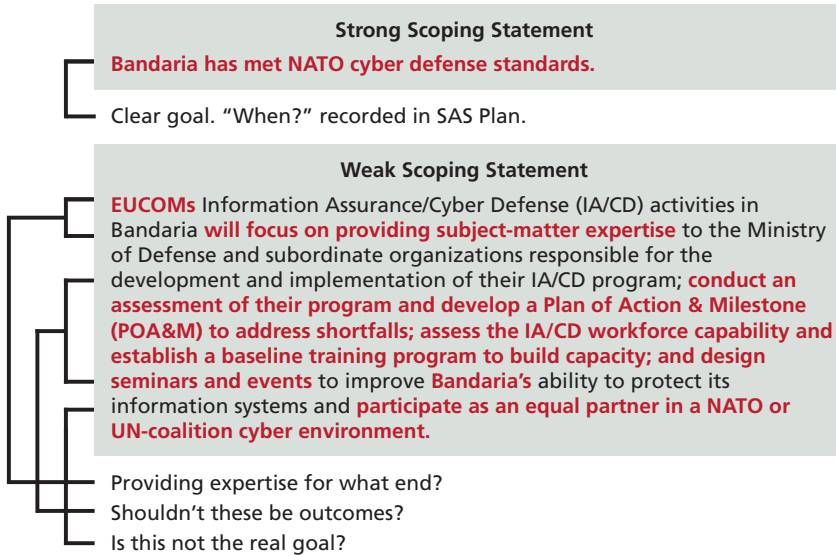 Strong Scoping Statement
Bandaria has met NATO cyber defense standards.
Clear goal. “When?” recorded in SAS Plan.
Weak Scoping Statement
EUCOMs Information Assurance/Cyber Defense (IA/CD) activities in
Bandaria will focus on providing subject-matter expertise to the Ministry
of Defense and subordinate organizations responsible for the
development and implementation of their IA/CD program; conduct an
assessment of their program and develop a Plan of Action & Milestone
(POA&M) to address shortfalls; assess the IA/CD workforce capability and
establish a baseline training program to build capacity; and design
seminars and events to improve Bandaria’s ability to protect its
information systems and participate as an equal partner in a NATO or
UN-coalition cyber environment.
Providing expertise for what end?
Shouldn’t these be outcomes?
Is this not the real goal?